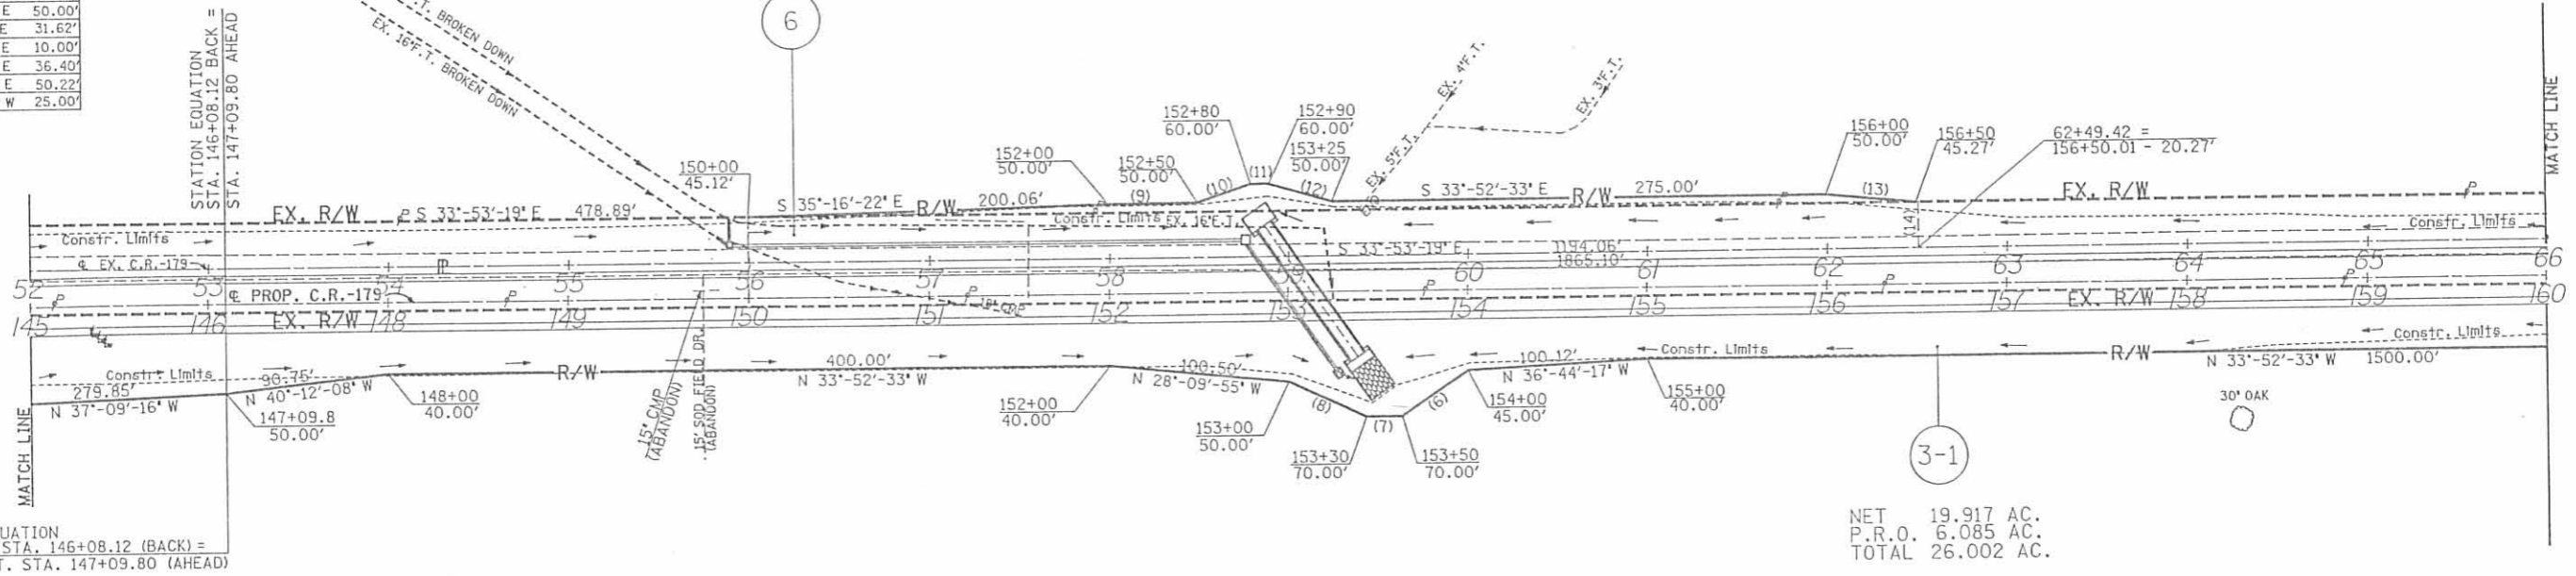 E 50.00'
E 31.62'
E 10.00'
E 36.40'
E 50.22'
W 25.00'
STATION EQUATION
STA. 146+08.12 BACK =
STA. 147+09.80 AHEAD
.T. BROKEN DOWN
EX. 16"F.T. BROKEN DOWN
6
150+00
45.12'
152+00
50.00'
152+50
50.00'
152+80
60.00'
152+90
60.00'
153+25
50.00'
EX. 5"F.T.
EX. 4"F.T.
EX. 3"F.T.
156+00
50.00'
156+50
45.27'
62+49.42 =
156+50.01 - 20.27'
MATCH LINE
EX. R/W
S 33°-53'-19" E 478.89'
S 35°-16'-22" E R/W 200.06'
(9)
(10)
(11)
(12)
S 33°-52'-33" E R/W 275.00'
(13)
(14)
EX. R/W
Constr. Limits
Constr. Limits EX. 16"F.T.
Constr. Limits
S 33°-53'-19" E 1194.06'
1865.10'
℄ EX. C.R.-179
52 53 54 55 56 57 58 59 60 61 62 63 64 65 66
℄ PROP. C.R.-179
18" CMP
EX. R/W
EX. R/W
145 146 148 149 150 151 152 153 154 155 156 157 158 159 160
Constr. Limits
279.85'
N 37°-09'-16" W
90.75'
N 40°-12'-08" W
R/W
400.00'
N 33°-52'-33" W
100.50'
N 28°-09'-55" W
100.12'
N 36°-44'-17" W
Constr. Limits
Constr. Limits
R/W
N 33°-52'-33" W 1500.00'
MATCH LINE
147+09.8
50.00'
148+00
40.00'
15" CMP
(ABANDON)
15' SOD FIELD DR.
(ABANDON)
152+00
40.00'
153+00
50.00'
(8)
(7)
(6)
153+30
70.00'
153+50
70.00'
154+00
45.00'
155+00
40.00'
3-1
30" OAK
UATION
STA. 146+08.12 (BACK) =
T. STA. 147+09.80 (AHEAD)
NET 19.917 AC.
P.R.O. 6.085 AC.
TOTAL 26.002 AC.